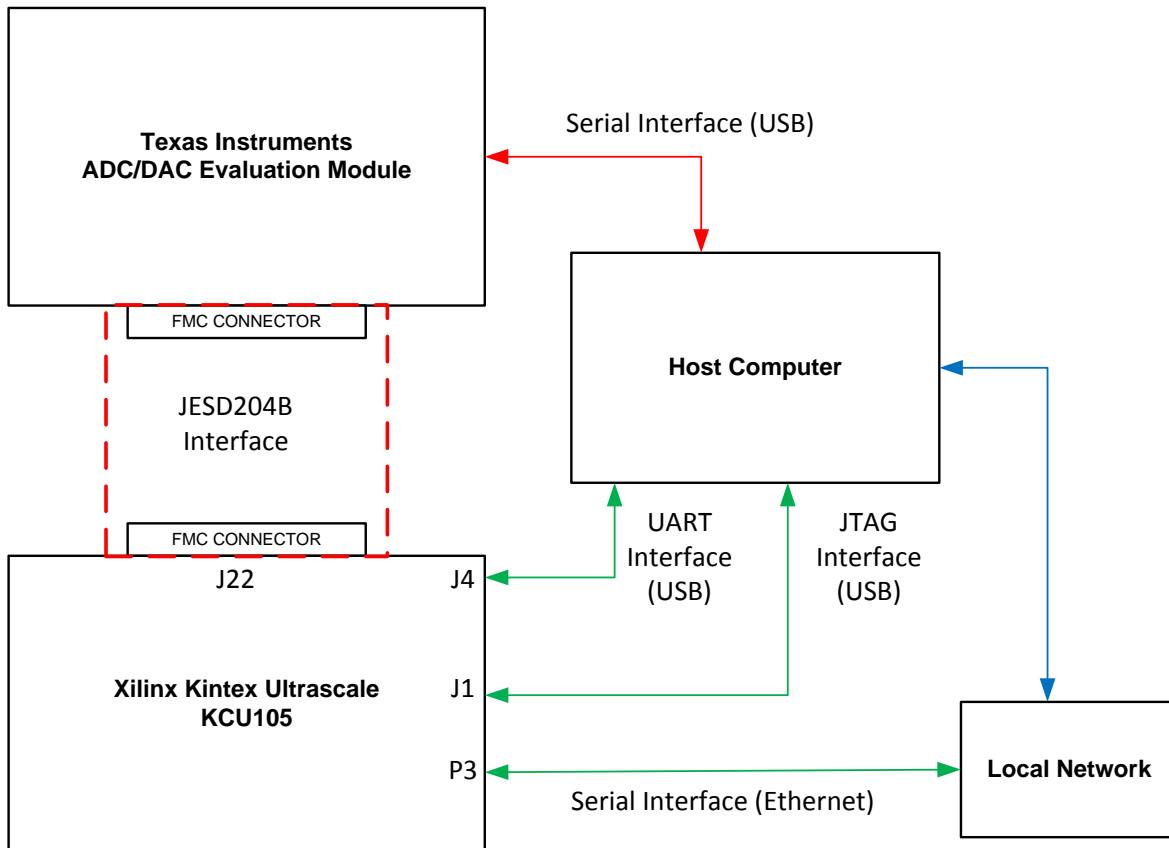 Texas Instruments
ADC/DAC Evaluation Module
Serial Interface (USB)
FMC CONNECTOR
Host Computer
JESD204B
Interface
FMC CONNECTOR
UART
Interface
(USB)
JTAG
Interface
(USB)
J22
J4
Xilinx Kintex Ultrascale
KCU105
J1
P3
Local Network
Serial Interface (Ethernet)